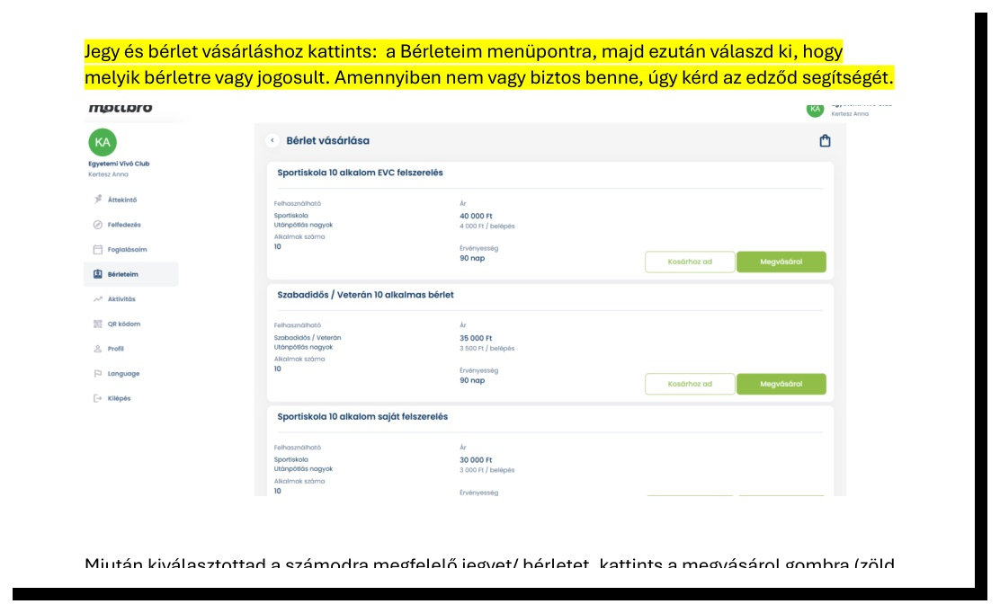 Jegy és bérlet vásárláshoz kattints:  a Bérleteim menüpontra, majd ezután válaszd ki, hogy
melyik bérletre vagy jogosult. Amennyiben nem vagy biztos benne, úgy kérd az edződ segítségét.
KA
Kertesz Anna
KA
Egyetemi Vívó Club
Kertesz Anna
Áttekintő
Felfedezés
Foglalásaim
Bérleteim
Aktivitás
QR kódom
Profil
Language
Kilépés
Bérlet vásárlása
Sportiskola 10 alkalom EVC felszerelés
Felhasználható
Sportiskola
Utánpótlás nagyok
Alkalmak száma
10
Ár
40 000 Ft
4 000 Ft / belépés
Érvényesség
90 nap
Kosárhoz ad
Megvásárol
Szabadidős / Veterán 10 alkalmas bérlet
Felhasználható
Szabadidős / Veterán
Utánpótlás nagyok
Alkalmak száma
10
Ár
35 000 Ft
3 500 Ft / belépés
Érvényesség
90 nap
Kosárhoz ad
Megvásárol
Sportiskola 10 alkalom saját felszerelés
Felhasználható
Sportiskola
Utánpótlás nagyok
Alkalmak száma
10
Ár
30 000 Ft
3 000 Ft / belépés
Érvényesség
Miután kiválasztottad a számodra megfelelő jegyet/ bérletet, kattints a megvásárol gombra (zöld